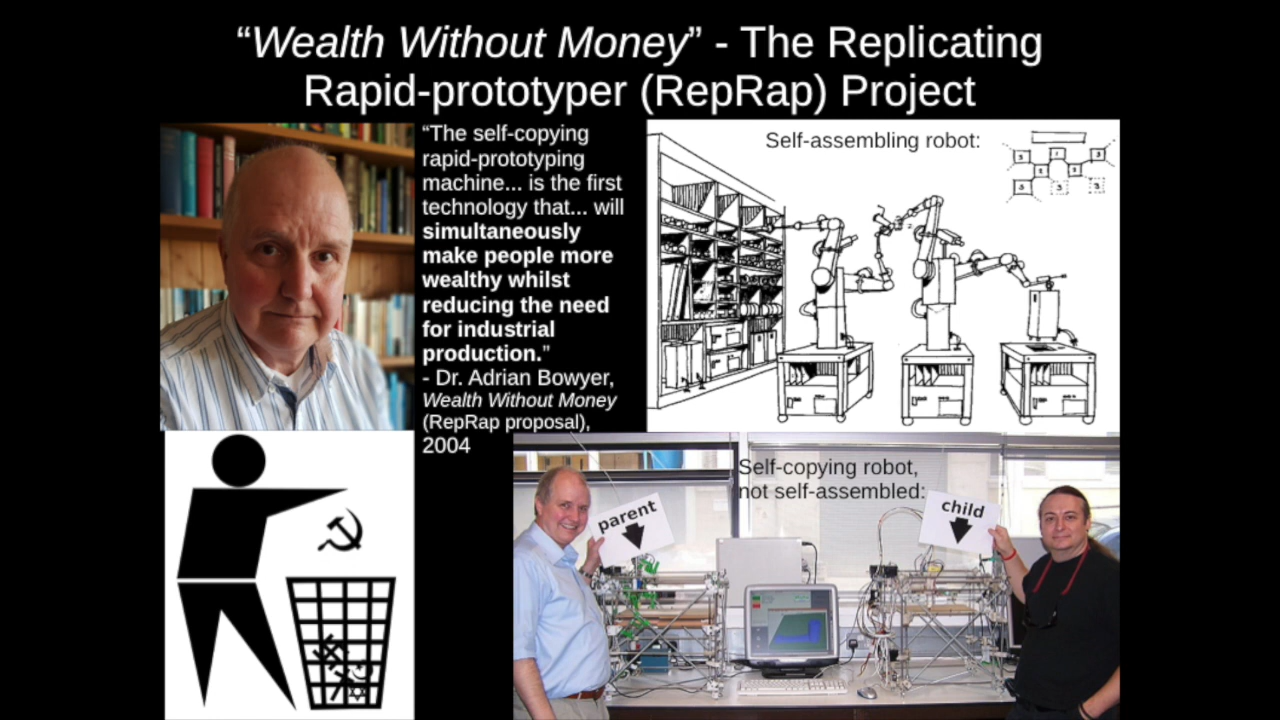 “Wealth Without Money” - The Replicating
Rapid-prototyper (RepRap) Project
“The self-copying
rapid-prototyping
machine... is the first
technology that... will
simultaneously
make people more
wealthy whilst
reducing the need
for industrial
production.”
- Dr. Adrian Bowyer,
Wealth Without Money
(RepRap proposal),
2004
Self-assembling robot:
Self-copying robot,
not self-assembled:
parent
child